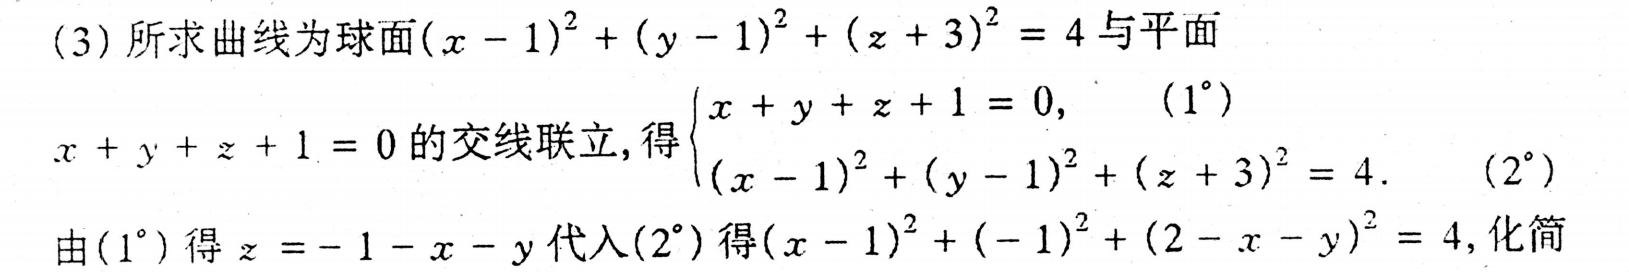 (3) 所求曲线为球面(x − 1)² + (y − 1)² + (z + 3)² = 4 与平面
x + y + z + 1 = 0 的交线联立, 得 { x + y + z + 1 = 0, (1°)
(x − 1)² + (y − 1)² + (z + 3)² = 4. (2°)
由(1°) 得 z = − 1 − x − y 代入(2°) 得(x − 1)² + (− 1)² + (2 − x − y)² = 4, 化简